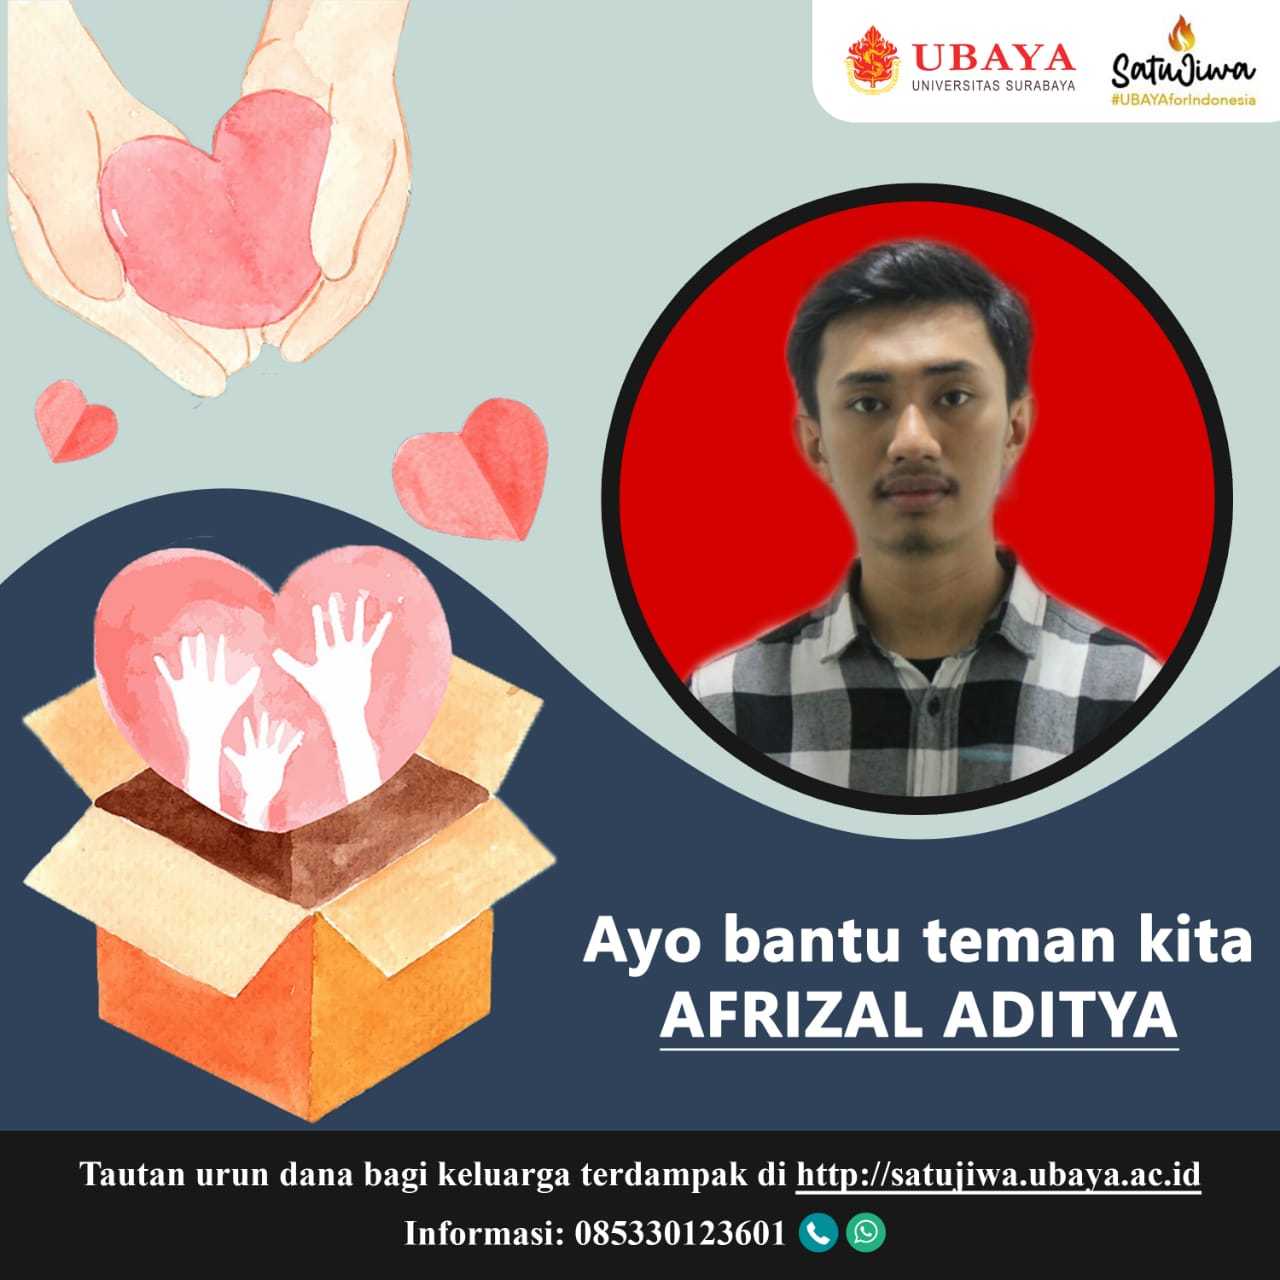 UBAYA
UNIVERSITAS SURABAYA
SatuJiwa
#UBAYAforIndonesia
Ayo bantu teman kita
AFRIZAL ADITYA
Tautan urun dana bagi keluarga terdampak di http://satujiwa.ubaya.ac.id
Informasi: 085330123601